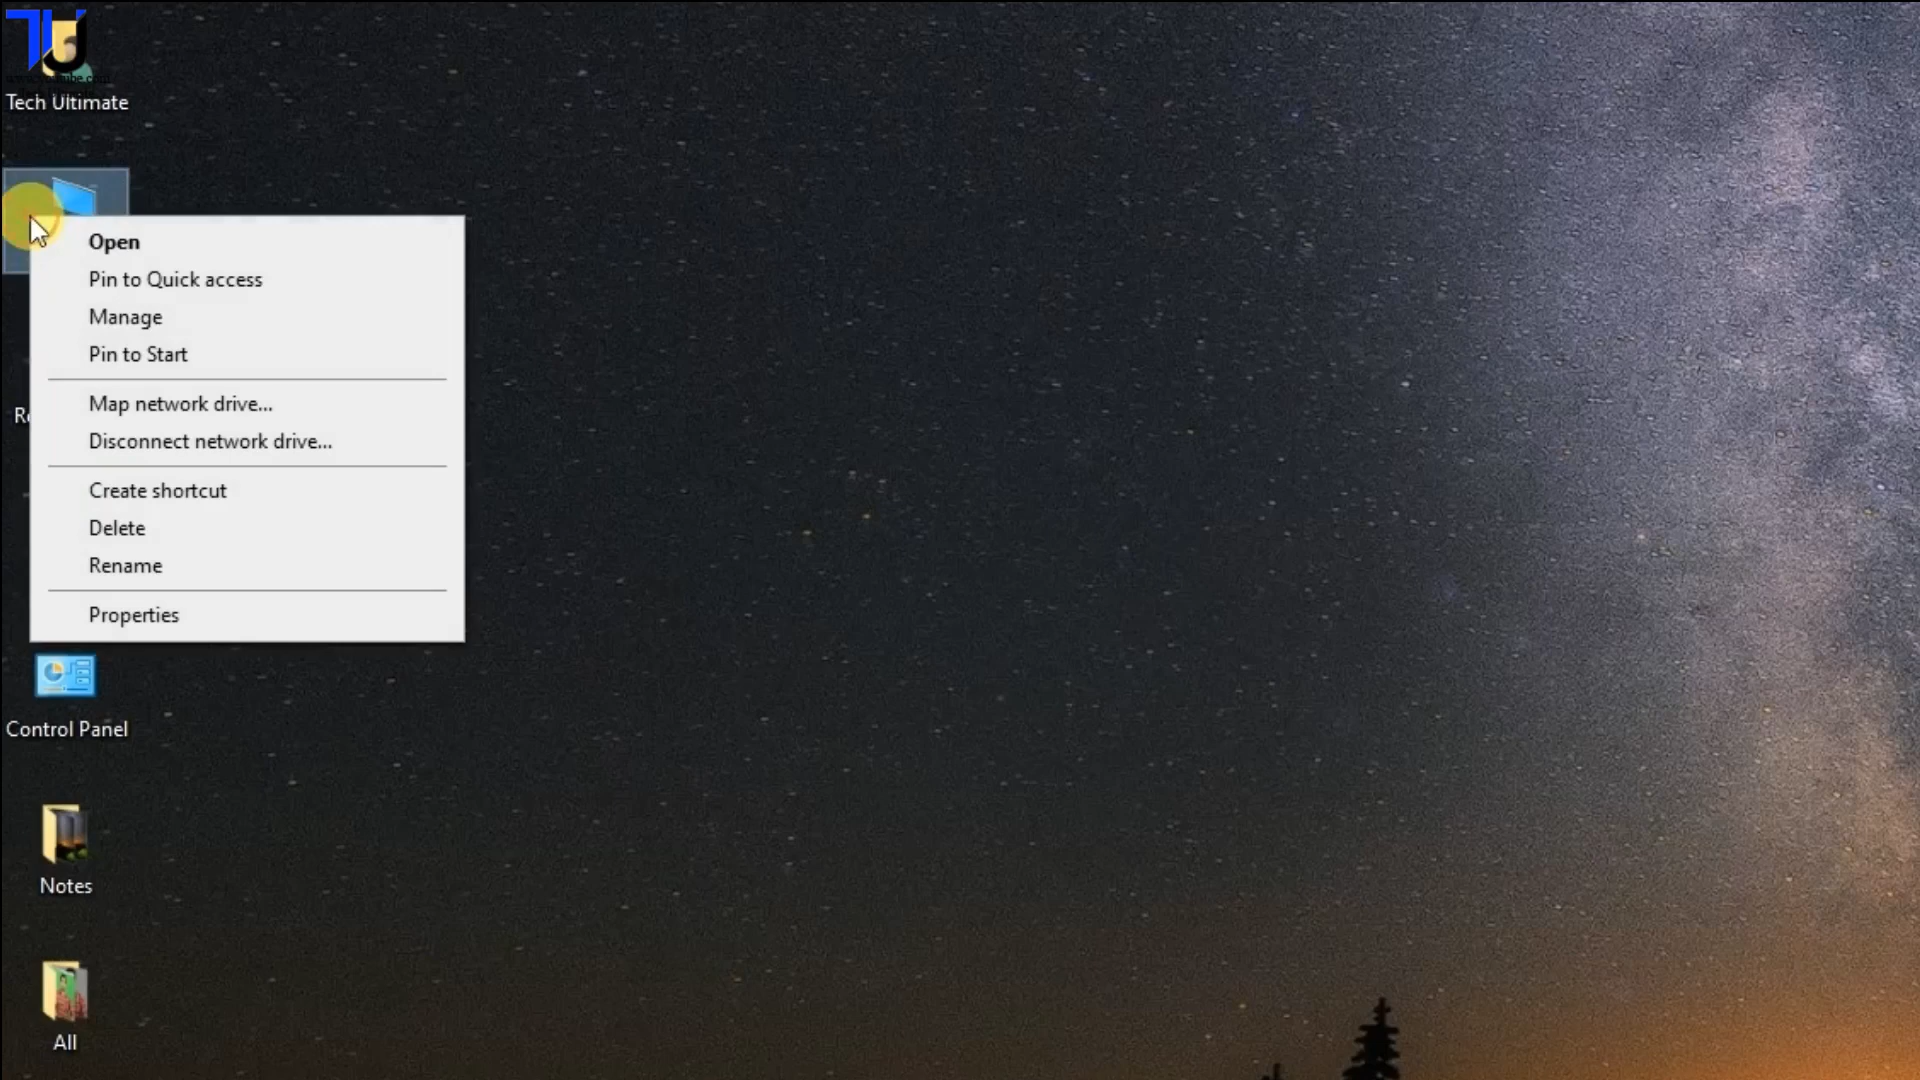 TU
Tech Ultimate
Open
Pin to Quick access
Manage
Pin to Start
Map network drive...
Disconnect network drive...
Create shortcut
Delete
Rename
Properties
Control Panel
Notes
All